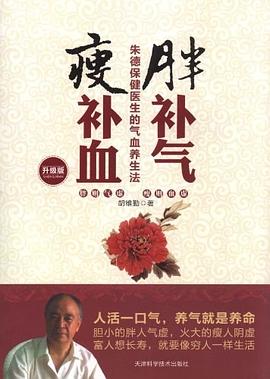 胖补气
朱德保健医生的气血养生法
瘦补血
升级版
胖则气虚 瘦则血虚
胡维勤 著
人活一口气，养气就是养命
胆小的胖人气虚，火大的瘦人阴虚
富人想长寿，就要像穷人一样生活
天津科学技术出版社